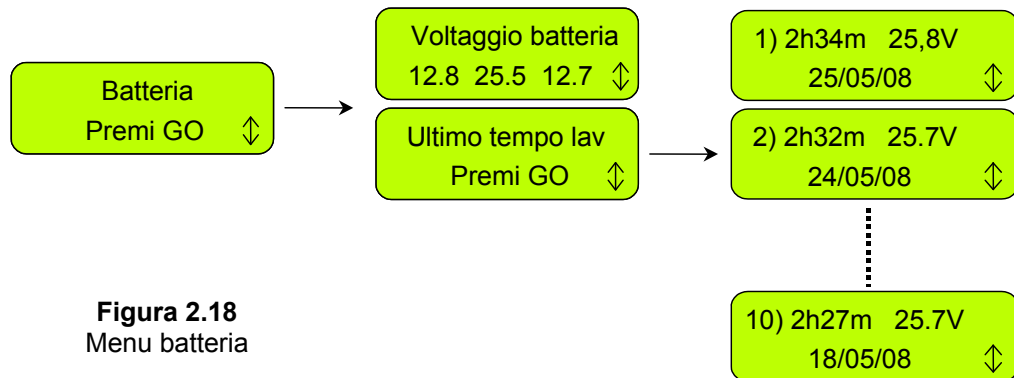 Batteria
Premi GO
Voltaggio batteria
12.8 25.5 12.7
Ultimo tempo lav
Premi GO
1) 2h34m 25,8V
25/05/08
2) 2h32m 25.7V
24/05/08
10) 2h27m 25.7V
18/05/08
Figura 2.18
Menu batteria